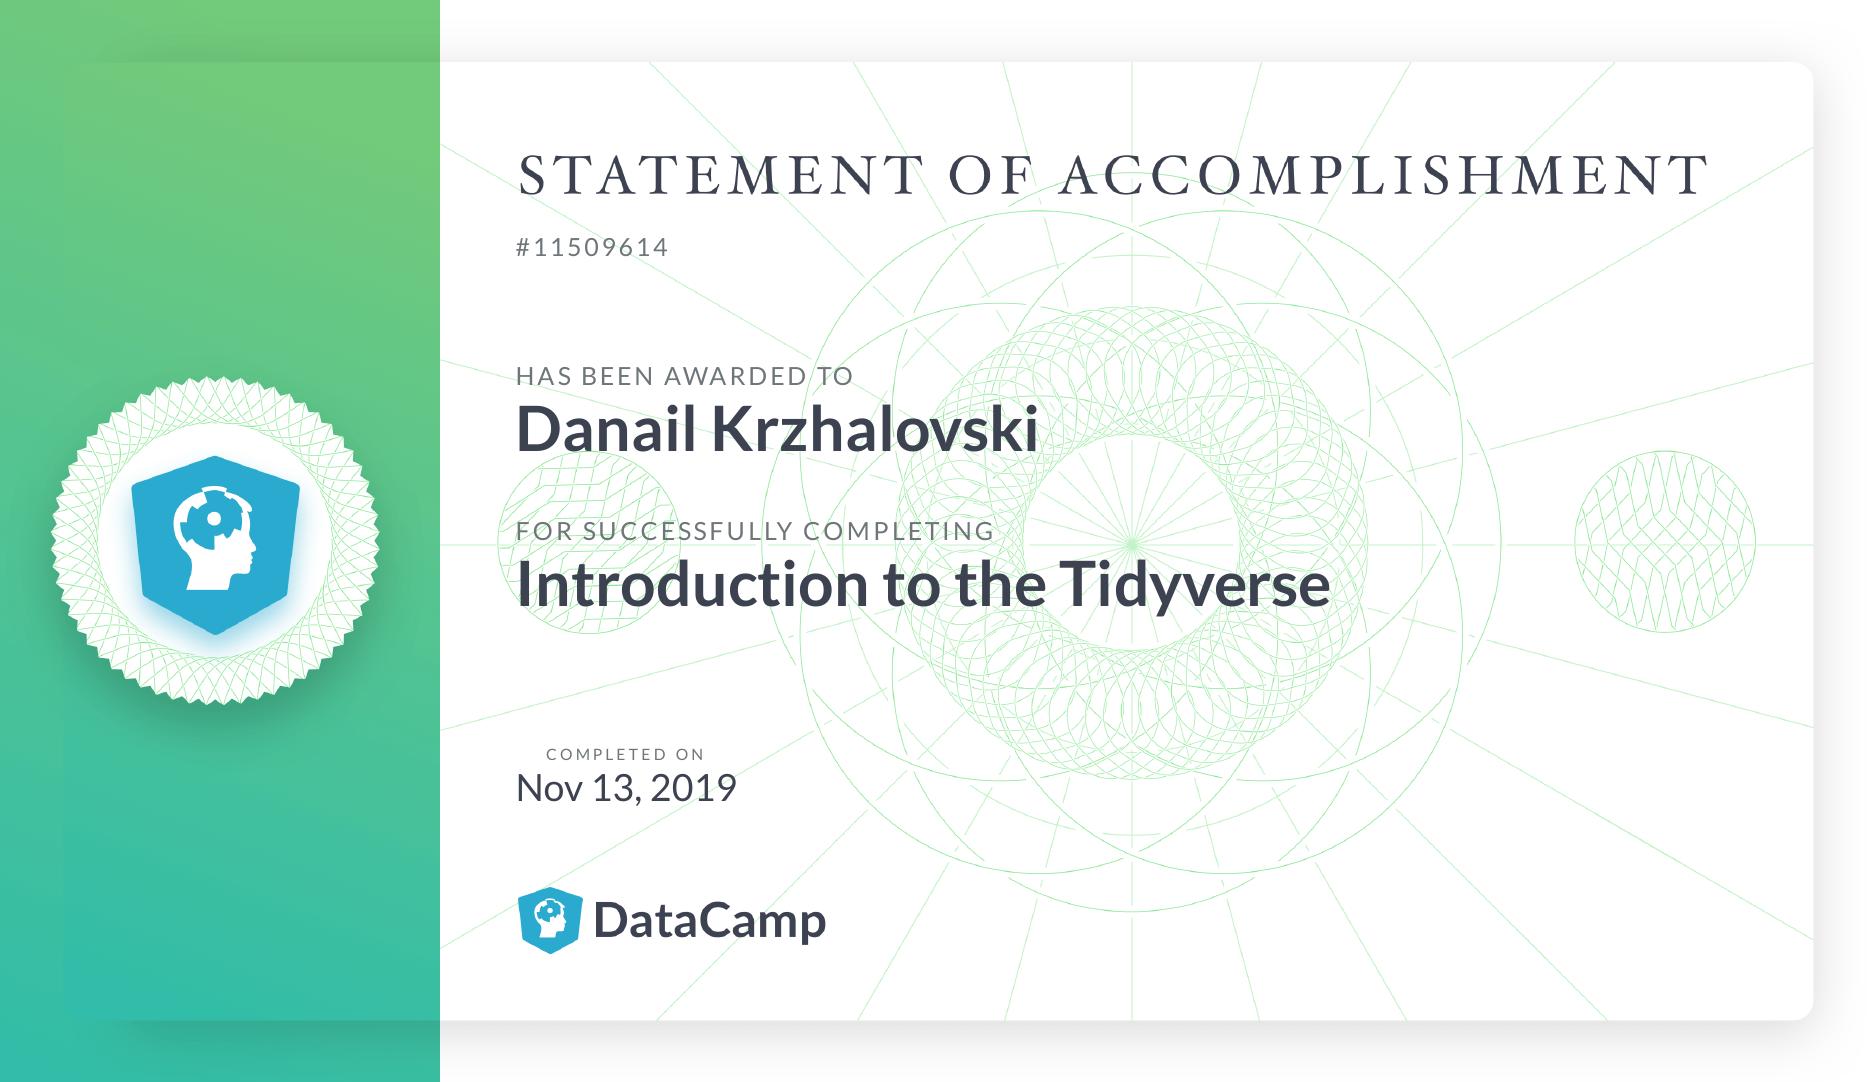 STATEMENT OF ACCOMPLISHMENT
#11509614
HAS BEEN AWARDED TO
Danail Krzhalovski
FOR SUCCESSFULLY COMPLETING
Introduction to the Tidyverse
COMPLETED ON
Nov 13, 2019
DataCamp